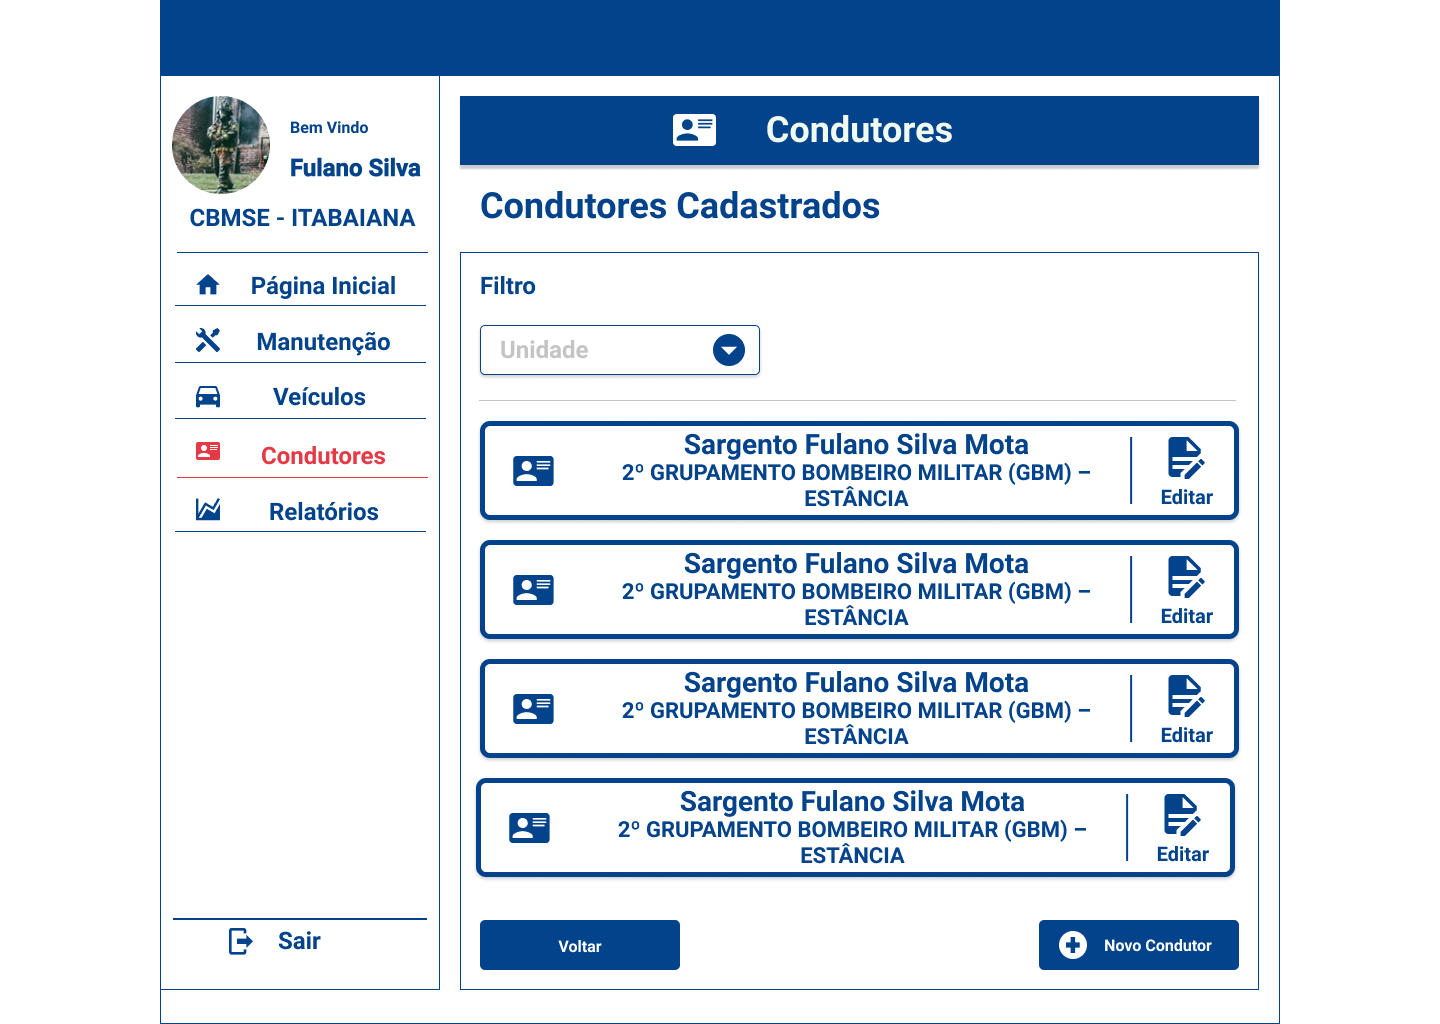 Bem Vindo
Fulano Silva
CBMSE - ITABAIANA
Página Inicial
Manutenção
Veículos
Condutores
Relatórios
Sair
Condutores
Condutores Cadastrados
Filtro
Unidade
Sargento Fulano Silva Mota
2º GRUPAMENTO BOMBEIRO MILITAR (GBM) –
ESTÂNCIA
Editar
Sargento Fulano Silva Mota
2º GRUPAMENTO BOMBEIRO MILITAR (GBM) –
ESTÂNCIA
Editar
Sargento Fulano Silva Mota
2º GRUPAMENTO BOMBEIRO MILITAR (GBM) –
ESTÂNCIA
Editar
Sargento Fulano Silva Mota
2º GRUPAMENTO BOMBEIRO MILITAR (GBM) –
ESTÂNCIA
Editar
Voltar
Novo Condutor